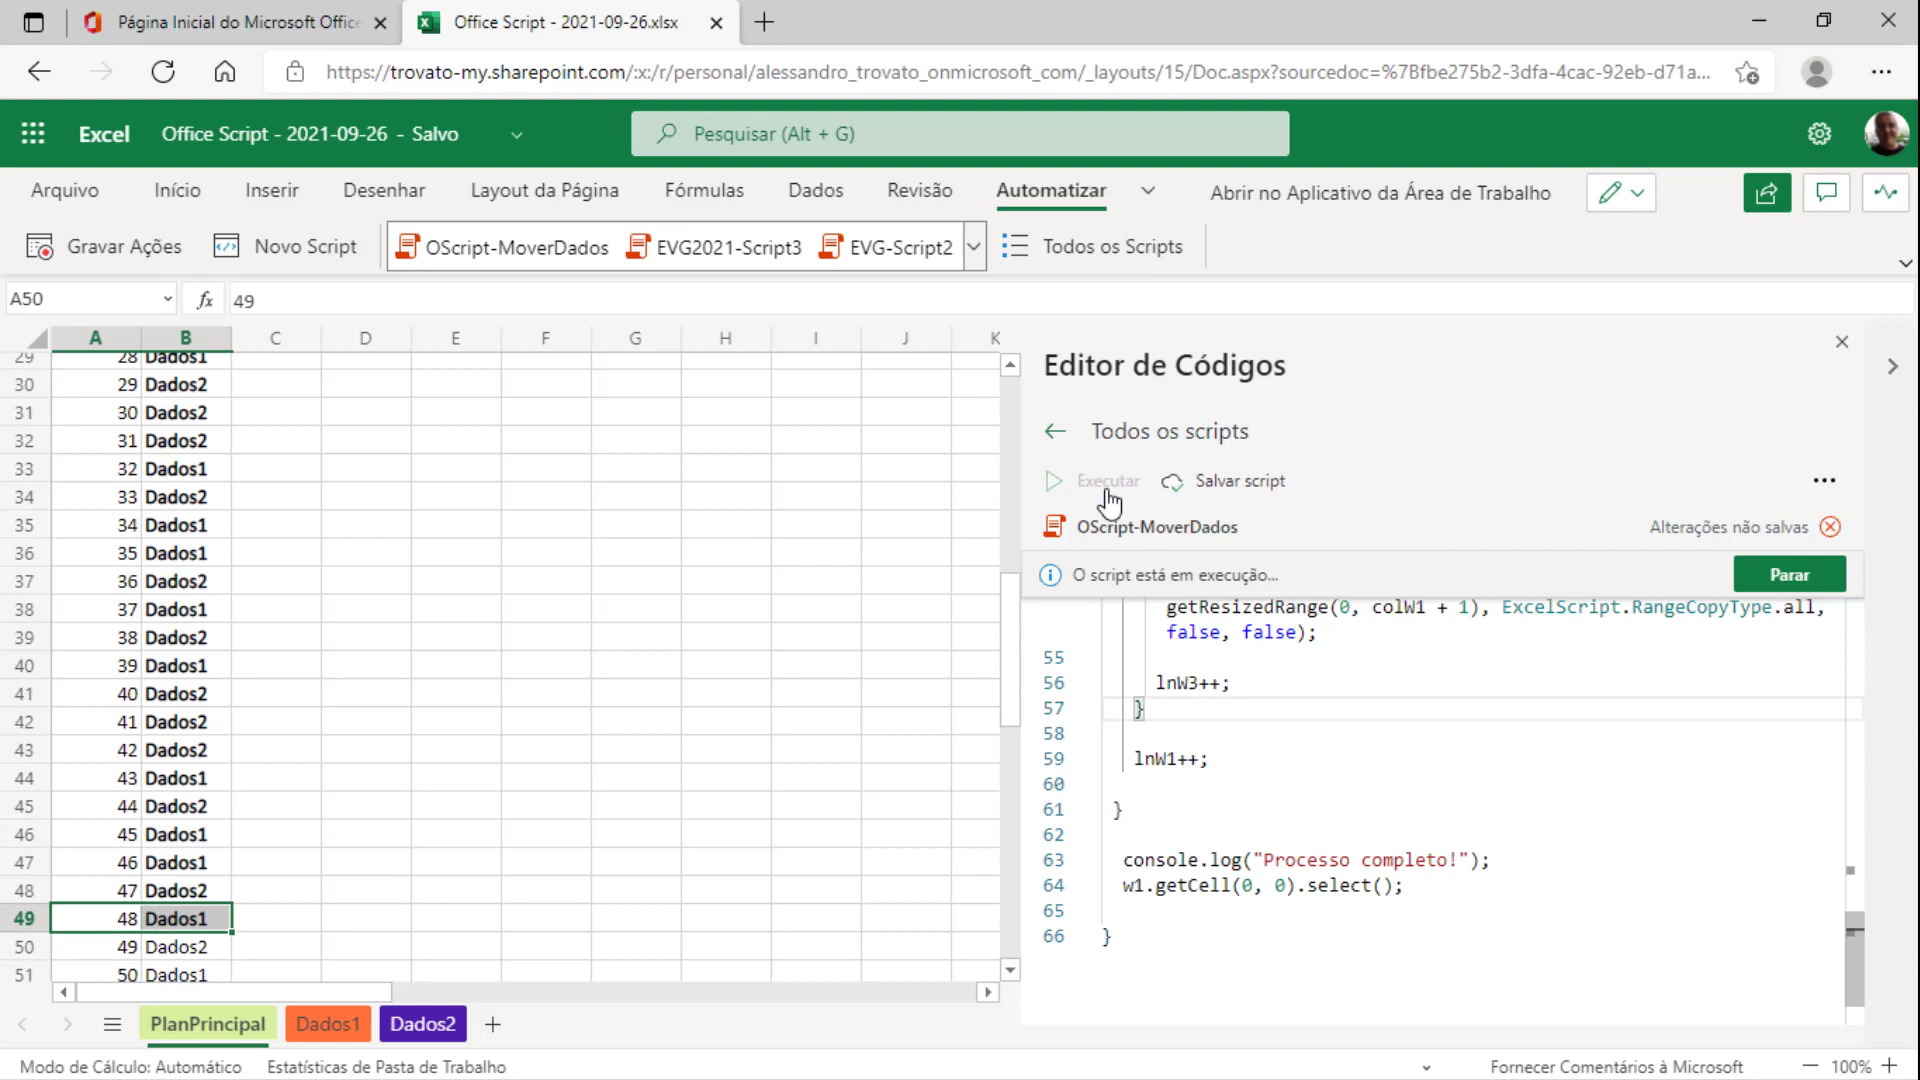 Página Inicial do Microsoft Office
Office Script - 2021-09-26.xlsx
https://trovato-my.sharepoint.com/:x:/r/personal/alessandro_trovato_onmicrosoft_com/_layouts/15/Doc.aspx?sourcedoc=%7Bfbe275b2-3dfa-4cac-92eb-d71a...
Excel Office Script - 2021-09-26 - Salvo
Pesquisar (Alt + G)
Arquivo Início Inserir Desenhar Layout da Página Fórmulas Dados Revisão Automatizar Abrir no Aplicativo da Área de Trabalho
Gravar Ações Novo Script OScript-MoverDados EVG2021-Script3 EVG-Script2 Todos os Scripts
A50 fx 49
A B C D E F G H I J K
29 28 Dados1
30 29 Dados2
31 30 Dados2
32 31 Dados2
33 32 Dados1
34 33 Dados2
35 34 Dados1
36 35 Dados1
37 36 Dados2
38 37 Dados1
39 38 Dados2
40 39 Dados1
41 40 Dados2
42 41 Dados2
43 42 Dados2
44 43 Dados1
45 44 Dados2
46 45 Dados1
47 46 Dados1
48 47 Dados2
49 48 Dados1
50 49 Dados2
51 50 Dados1
Editor de Códigos
Todos os scripts
Executar Salvar script
OScript-MoverDados Alterações não salvas
O script está em execução... Parar
getResizedRange(0, colW1 + 1), ExcelScript.RangeCopyType.all,
false, false);
55
56 lnW3++;
57 }
58
59 lnW1++;
60
61 }
62
63 console.log("Processo completo!");
64 w1.getCell(0, 0).select();
65
66 }
PlanPrincipal Dados1 Dados2
Modo de Cálculo: Automático Estatísticas de Pasta de Trabalho Fornecer Comentários à Microsoft 100%